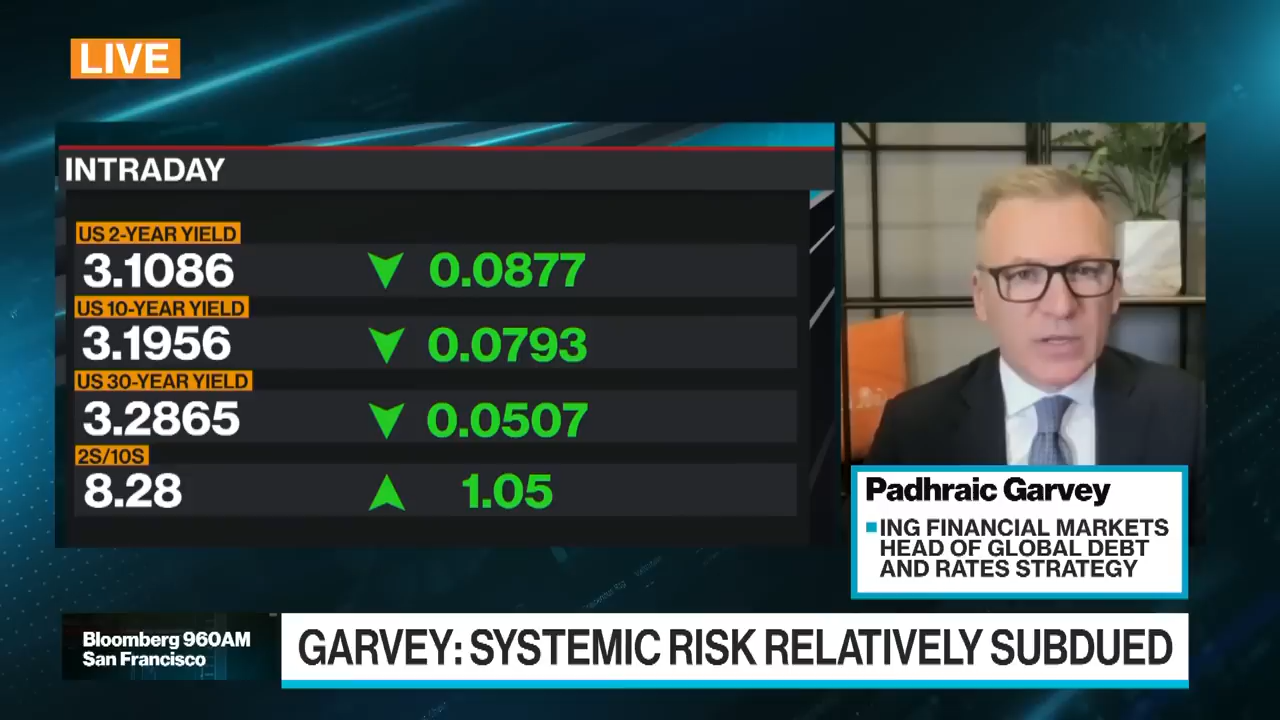 LIVE
INTRADAY
US 2-YEAR YIELD
3.1086 ▼ 0.0877
US 10-YEAR YIELD
3.1956 ▼ 0.0793
US 30-YEAR YIELD
3.2865 ▼ 0.0507
2S/10S
8.28 ▲ 1.05
Padhraic Garvey
ING FINANCIAL MARKETS
HEAD OF GLOBAL DEBT
AND RATES STRATEGY
Bloomberg 960AM
San Francisco
GARVEY: SYSTEMIC RISK RELATIVELY SUBDUED